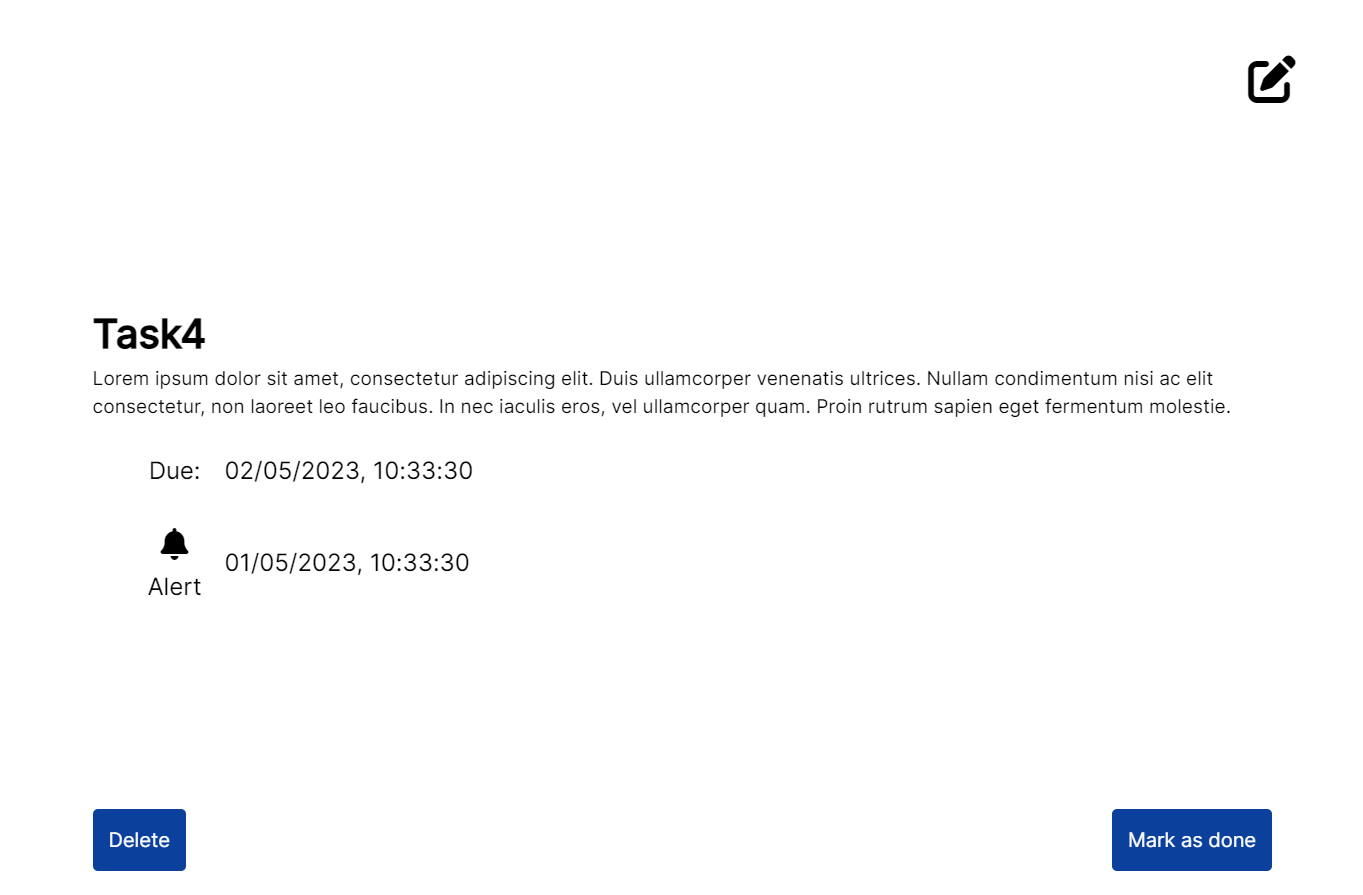 Task4
Lorem ipsum dolor sit amet, consectetur adipiscing elit. Duis ullamcorper venenatis ultrices. Nullam condimentum nisi ac elit
consectetur, non laoreet leo faucibus. In nec iaculis eros, vel ullamcorper quam. Proin rutrum sapien eget fermentum molestie.
Due: 02/05/2023, 10:33:30
Alert 01/05/2023, 10:33:30
Delete Mark as done